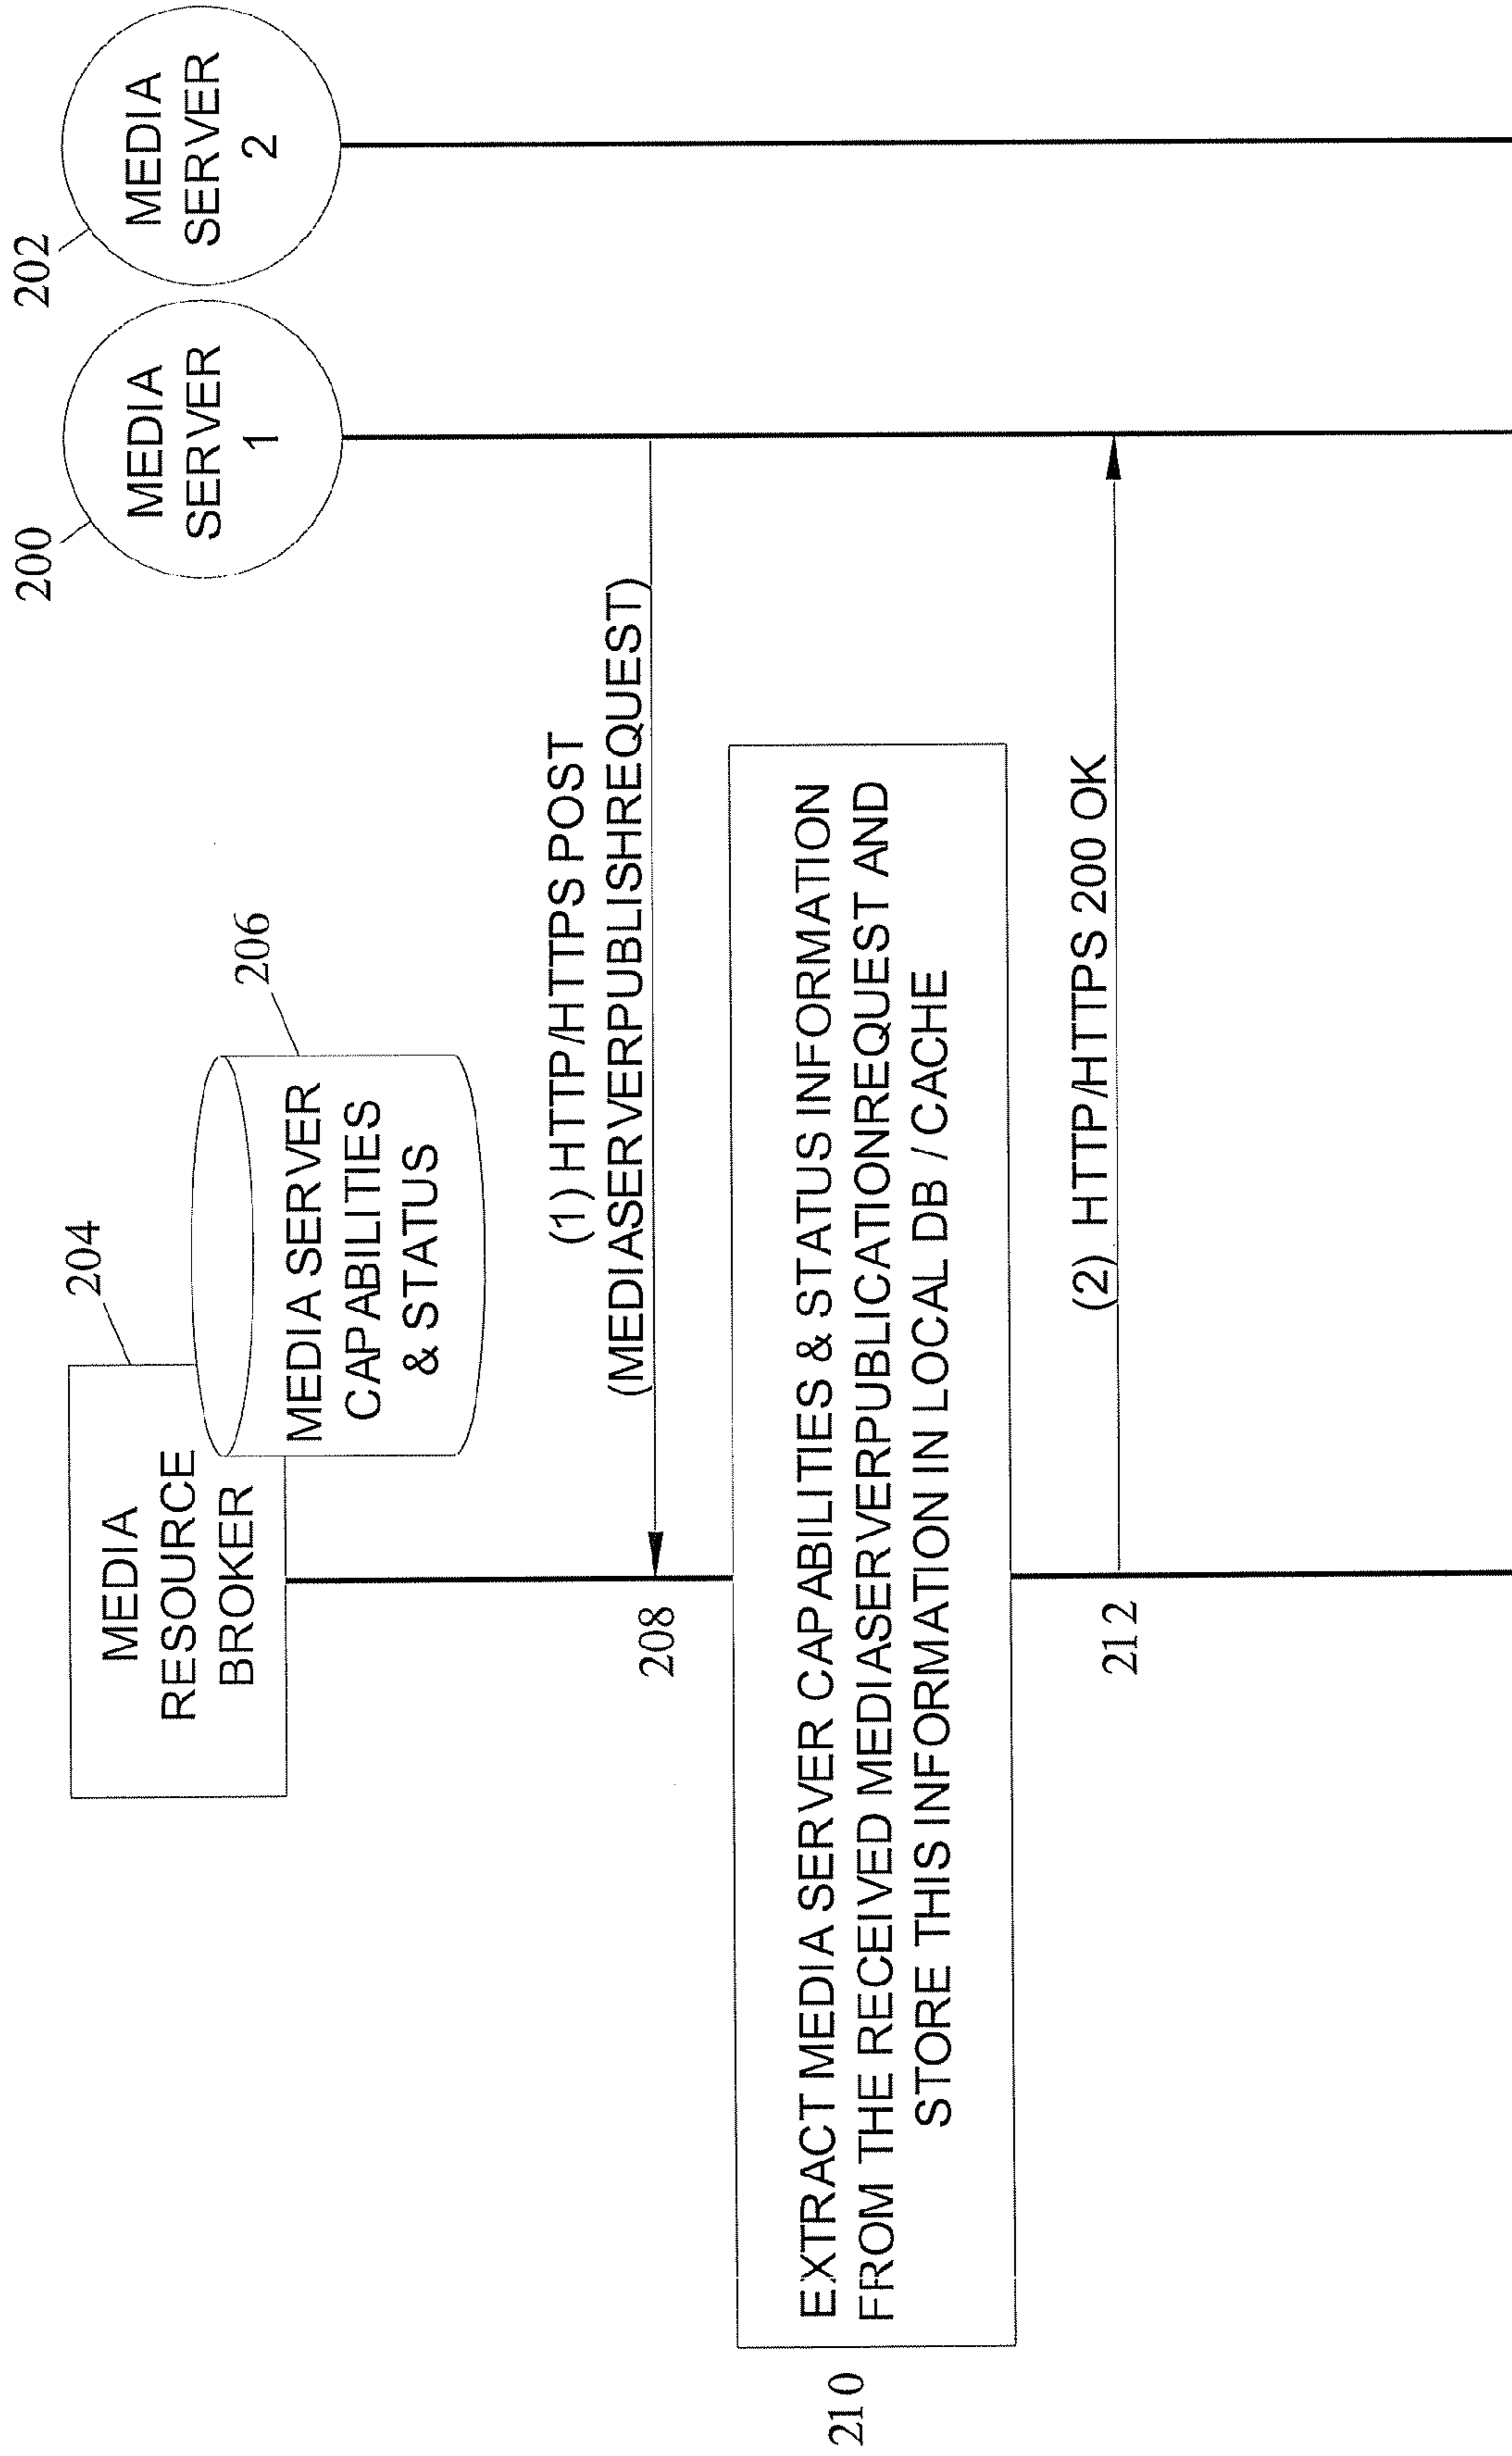 204
MEDIA
RESOURCE
BROKER
206
MEDIA SERVER
CAPABILITIES
& STATUS
200
MEDIA
SERVER
1
202
MEDIA
SERVER
2
(1) HTTP/HTTPS POST
(MEDIASERVERPUBLISHREQUEST)
208
210
EXTRACT MEDIA SERVER CAPABILITIES & STATUS INFORMATION
FROM THE RECEIVED MEDIASERVERPUBLICATIONREQUEST AND
STORE THIS INFORMATION IN LOCAL DB / CACHE
(2) HTTP/HTTPS 200 OK
212